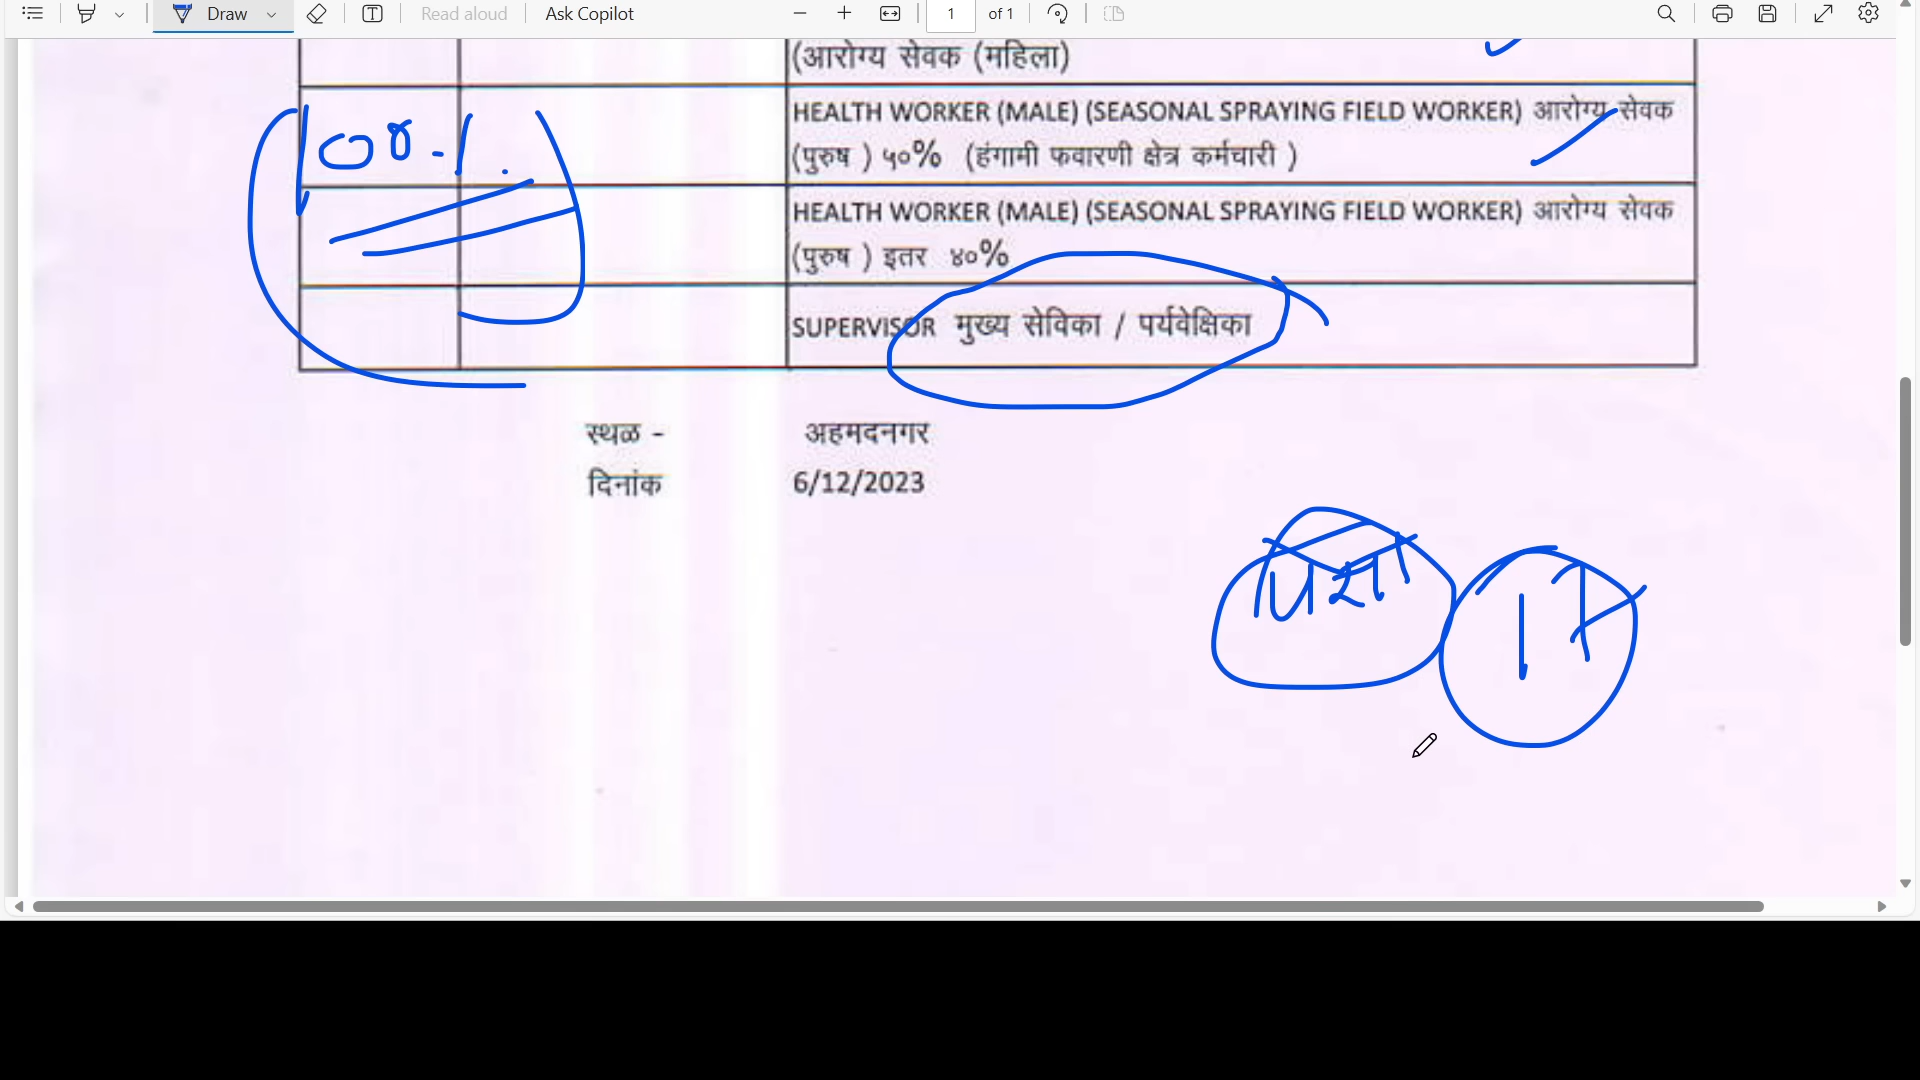 Draw Read aloud Ask Copilot 1 of 1
(आरोग्य सेवक (महिला)
HEALTH WORKER (MALE) (SEASONAL SPRAYING FIELD WORKER) आरोग्य सेवक
(पुरुष ) ५०% (हंगामी फवारणी क्षेत्र कर्मचारी )
HEALTH WORKER (MALE) (SEASONAL SPRAYING FIELD WORKER) आरोग्य सेवक
(पुरुष ) इतर ४०%
SUPERVISOR मुख्य सेविका / पर्यवेक्षिका
स्थळ - अहमदनगर
दिनांक 6/12/2023